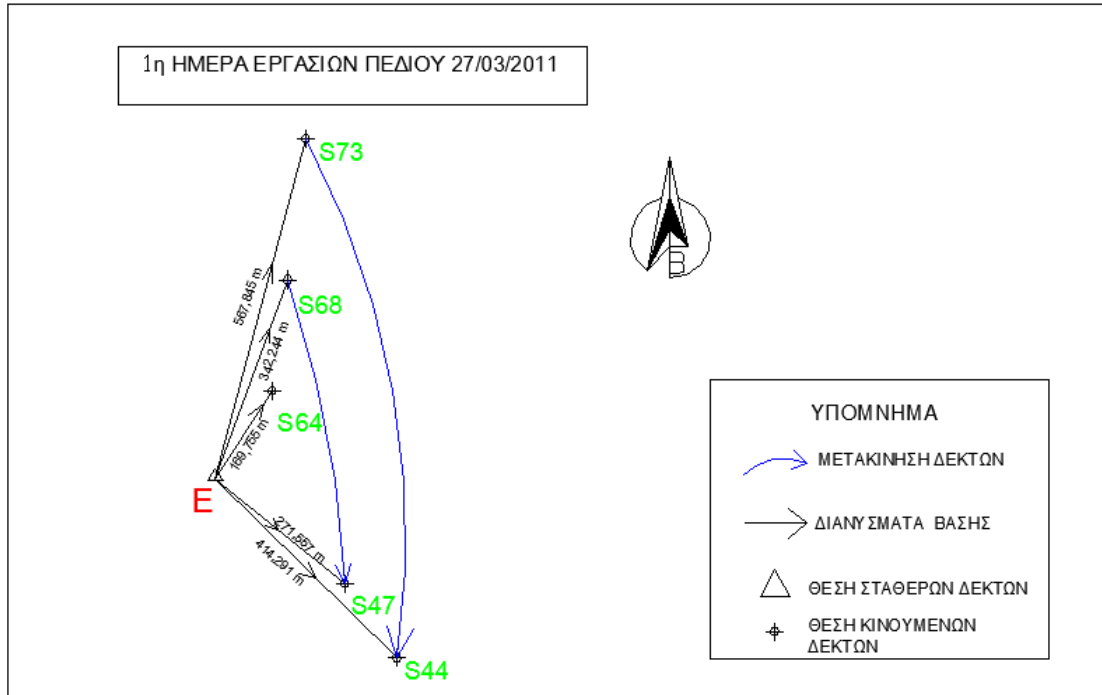 1η ΗΜΕΡΑ ΕΡΓΑΣΙΩΝ ΠΕΔΙΟΥ 27/03/2011
S73
567,845 m
S68
342,244 m
S64
169,755 m
E
271,557 m
414,291 m
S47
S44
B
ΥΠΟΜΝΗΜΑ
ΜΕΤΑΚΙΝΗΣΗ ΔΕΚΤΩΝ
ΔΙΑΝΥΣΜΑΤΑ ΒΑΣΗΣ
ΘΕΣΗ ΣΤΑΘΕΡΩΝ ΔΕΚΤΩΝ
ΘΕΣΗ ΚΙΝΟΥΜΕΝΩΝ
ΔΕΚΤΩΝ